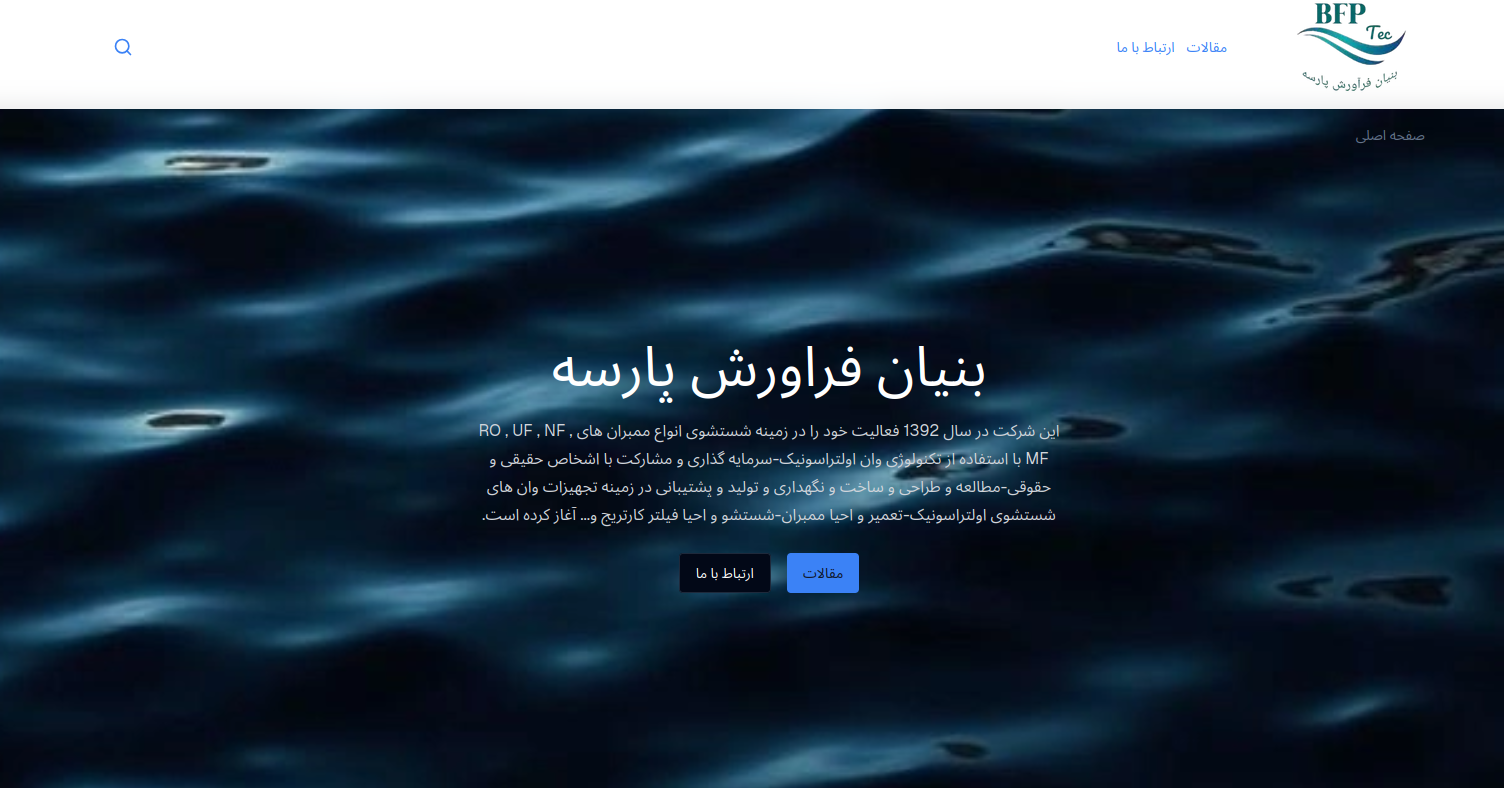 BFP
Tec
بنیان فرآورش پارسه
مقالات
ارتباط با ما
صفحه اصلی
بنیان فراورش پارسه
این شرکت در سال 1392 فعالیت خود را در زمینه شستشوی انواع ممبران های RO , UF , NF ,
MF با استفاده از تکنولوژی وان اولتراسونیک-سرمایه گذاری و مشارکت با اشخاص حقیقی و
حقوقی-مطالعه و طراحی و ساخت و نگهداری و تولید و پشتیبانی در زمینه تجهیزات وان های
شستشوی اولتراسونیک-تعمیر و احیا ممبران-شستشو و احیا فیلتر کارتریج و... آغاز کرده است.
مقالات
ارتباط با ما